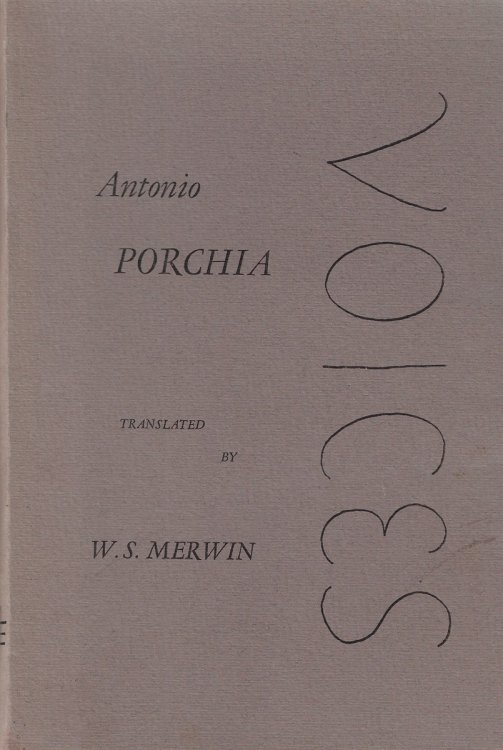 Antonio
PORCHIA
TRANSLATED
BY
W. S. MERWIN
VOICES